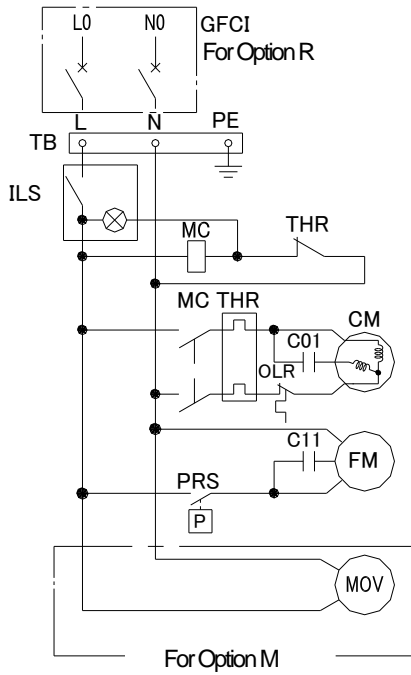 L0 N0 GFCI
For Option R
L N PE
TB
ILS
MC THR
MC THR CM
C01
OLR
C11
FM
PRS
P
MOV
For Option M